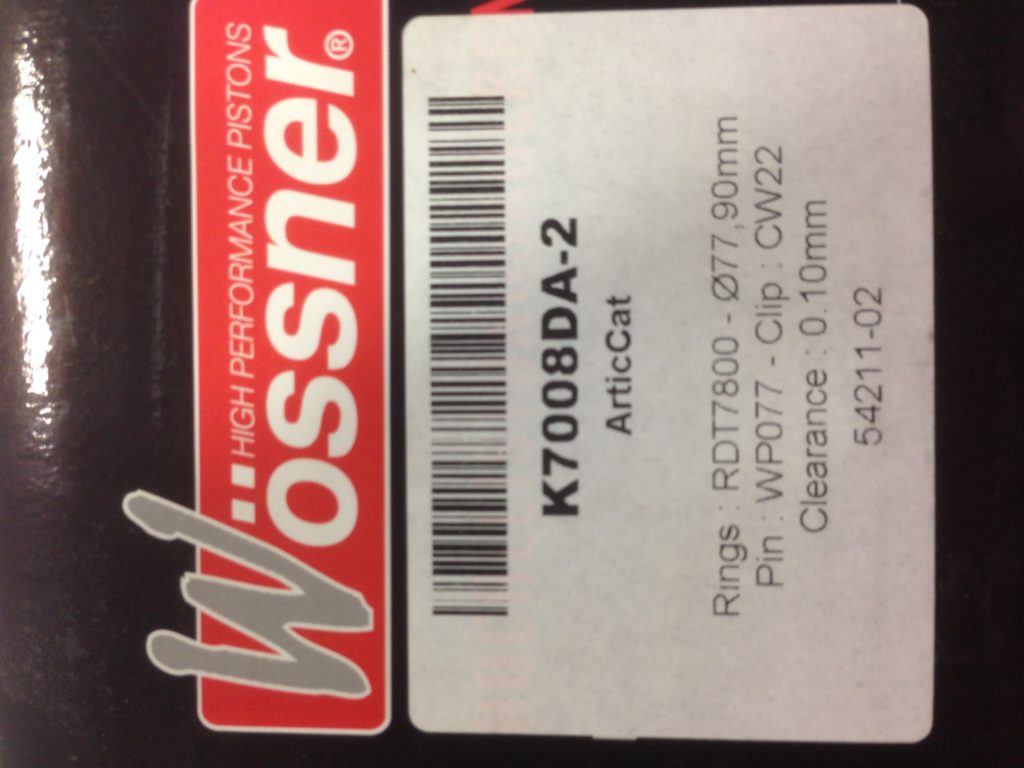 HIGH PERFORMANCE PISTONS
Wössner®
K7008DA-2
ArticCat
Rings : RDT7800 - Ø77,90mm
Pin : WP077 - Clip : CW22
Clearance : 0.10mm
54211-02